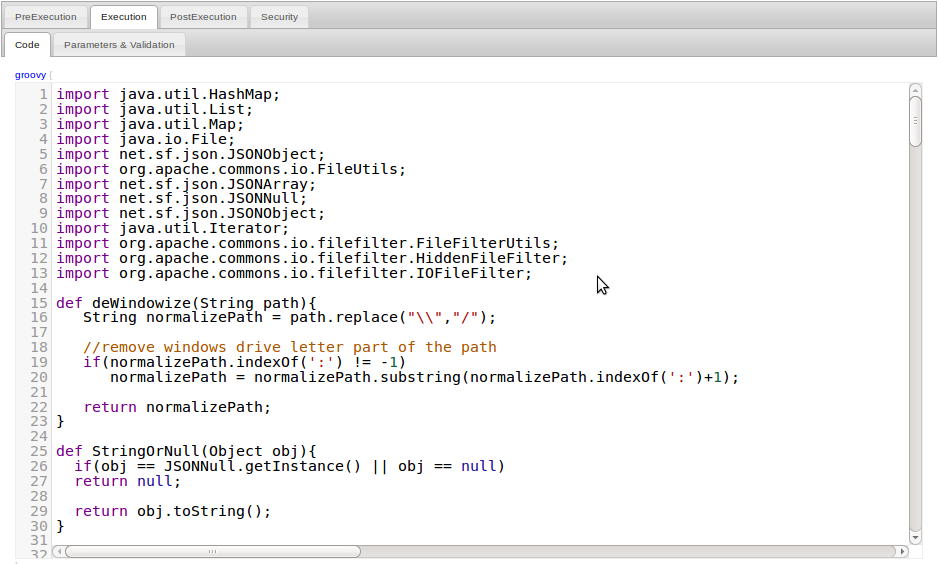 PreExecution Execution PostExecution Security
Code Parameters & Validation
groovy {
1 import java.util.HashMap;
2 import java.util.List;
3 import java.util.Map;
4 import java.io.File;
5 import net.sf.json.JSONObject;
6 import org.apache.commons.io.FileUtils;
7 import net.sf.json.JSONArray;
8 import net.sf.json.JSONNull;
9 import net.sf.json.JSONObject;
10 import java.util.Iterator;
11 import org.apache.commons.io.filefilter.FileFilterUtils;
12 import org.apache.commons.io.filefilter.HiddenFileFilter;
13 import org.apache.commons.io.filefilter.IOFileFilter;
14
15 def deWindowize(String path){
16    String normalizePath = path.replace("\\","/");
17
18    //remove windows drive letter part of the path
19    if(normalizePath.indexOf(':') != -1)
20       normalizePath = normalizePath.substring(normalizePath.indexOf(':')+1);
21
22    return normalizePath;
23 }
24
25 def StringOrNull(Object obj){
26   if(obj == JSONNull.getInstance() || obj == null)
27   return null;
28
29   return obj.toString();
30 }
31
32